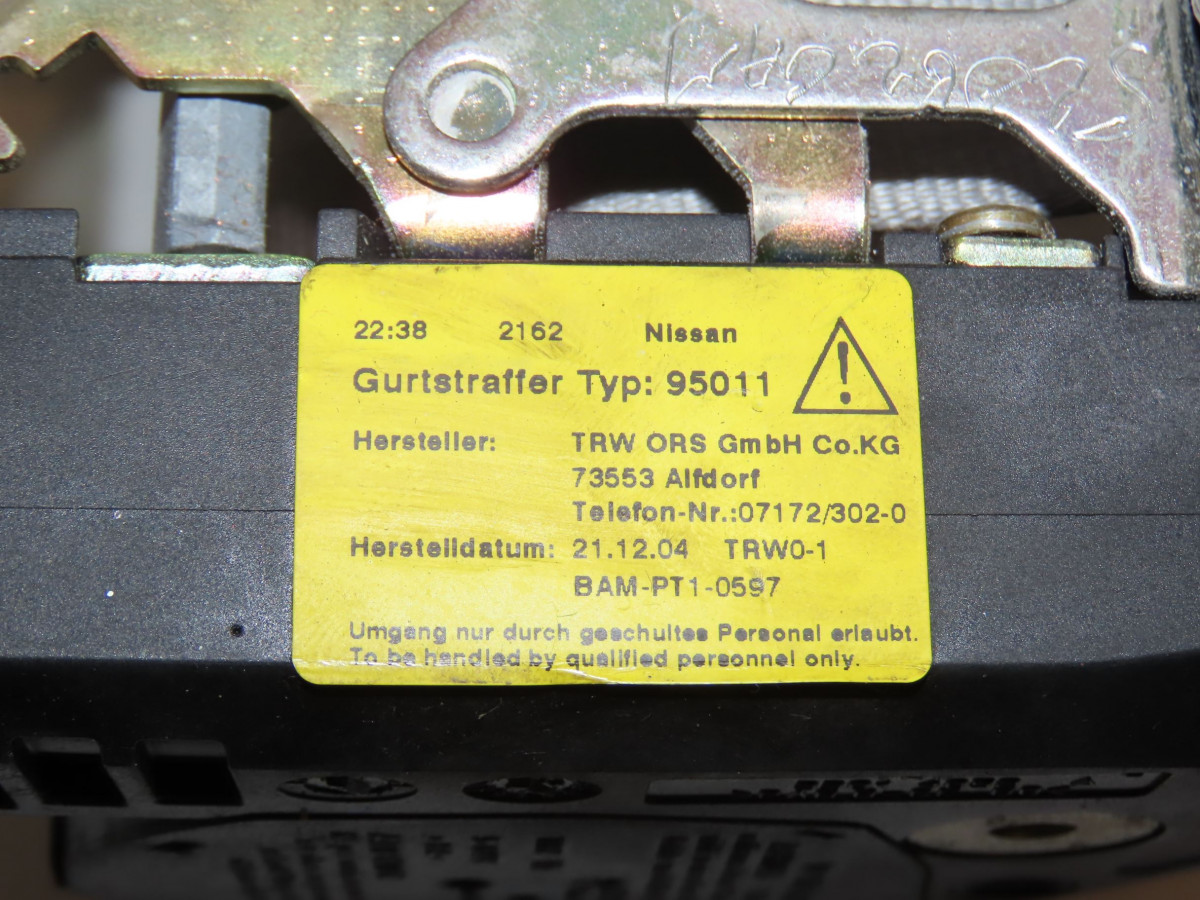 22:38 2162 Nissan
Gurtstraffer Typ: 95011
Hersteller: TRW ORS GmbH Co.KG
73553 Alfdorf
Telefon-Nr.:07172/302-0
Herstelldatum: 21.12.04 TRW0-1
BAM-PT1-0597
Umgang nur durch geschultes Personal erlaubt.
To be handled by qualified personnel only.